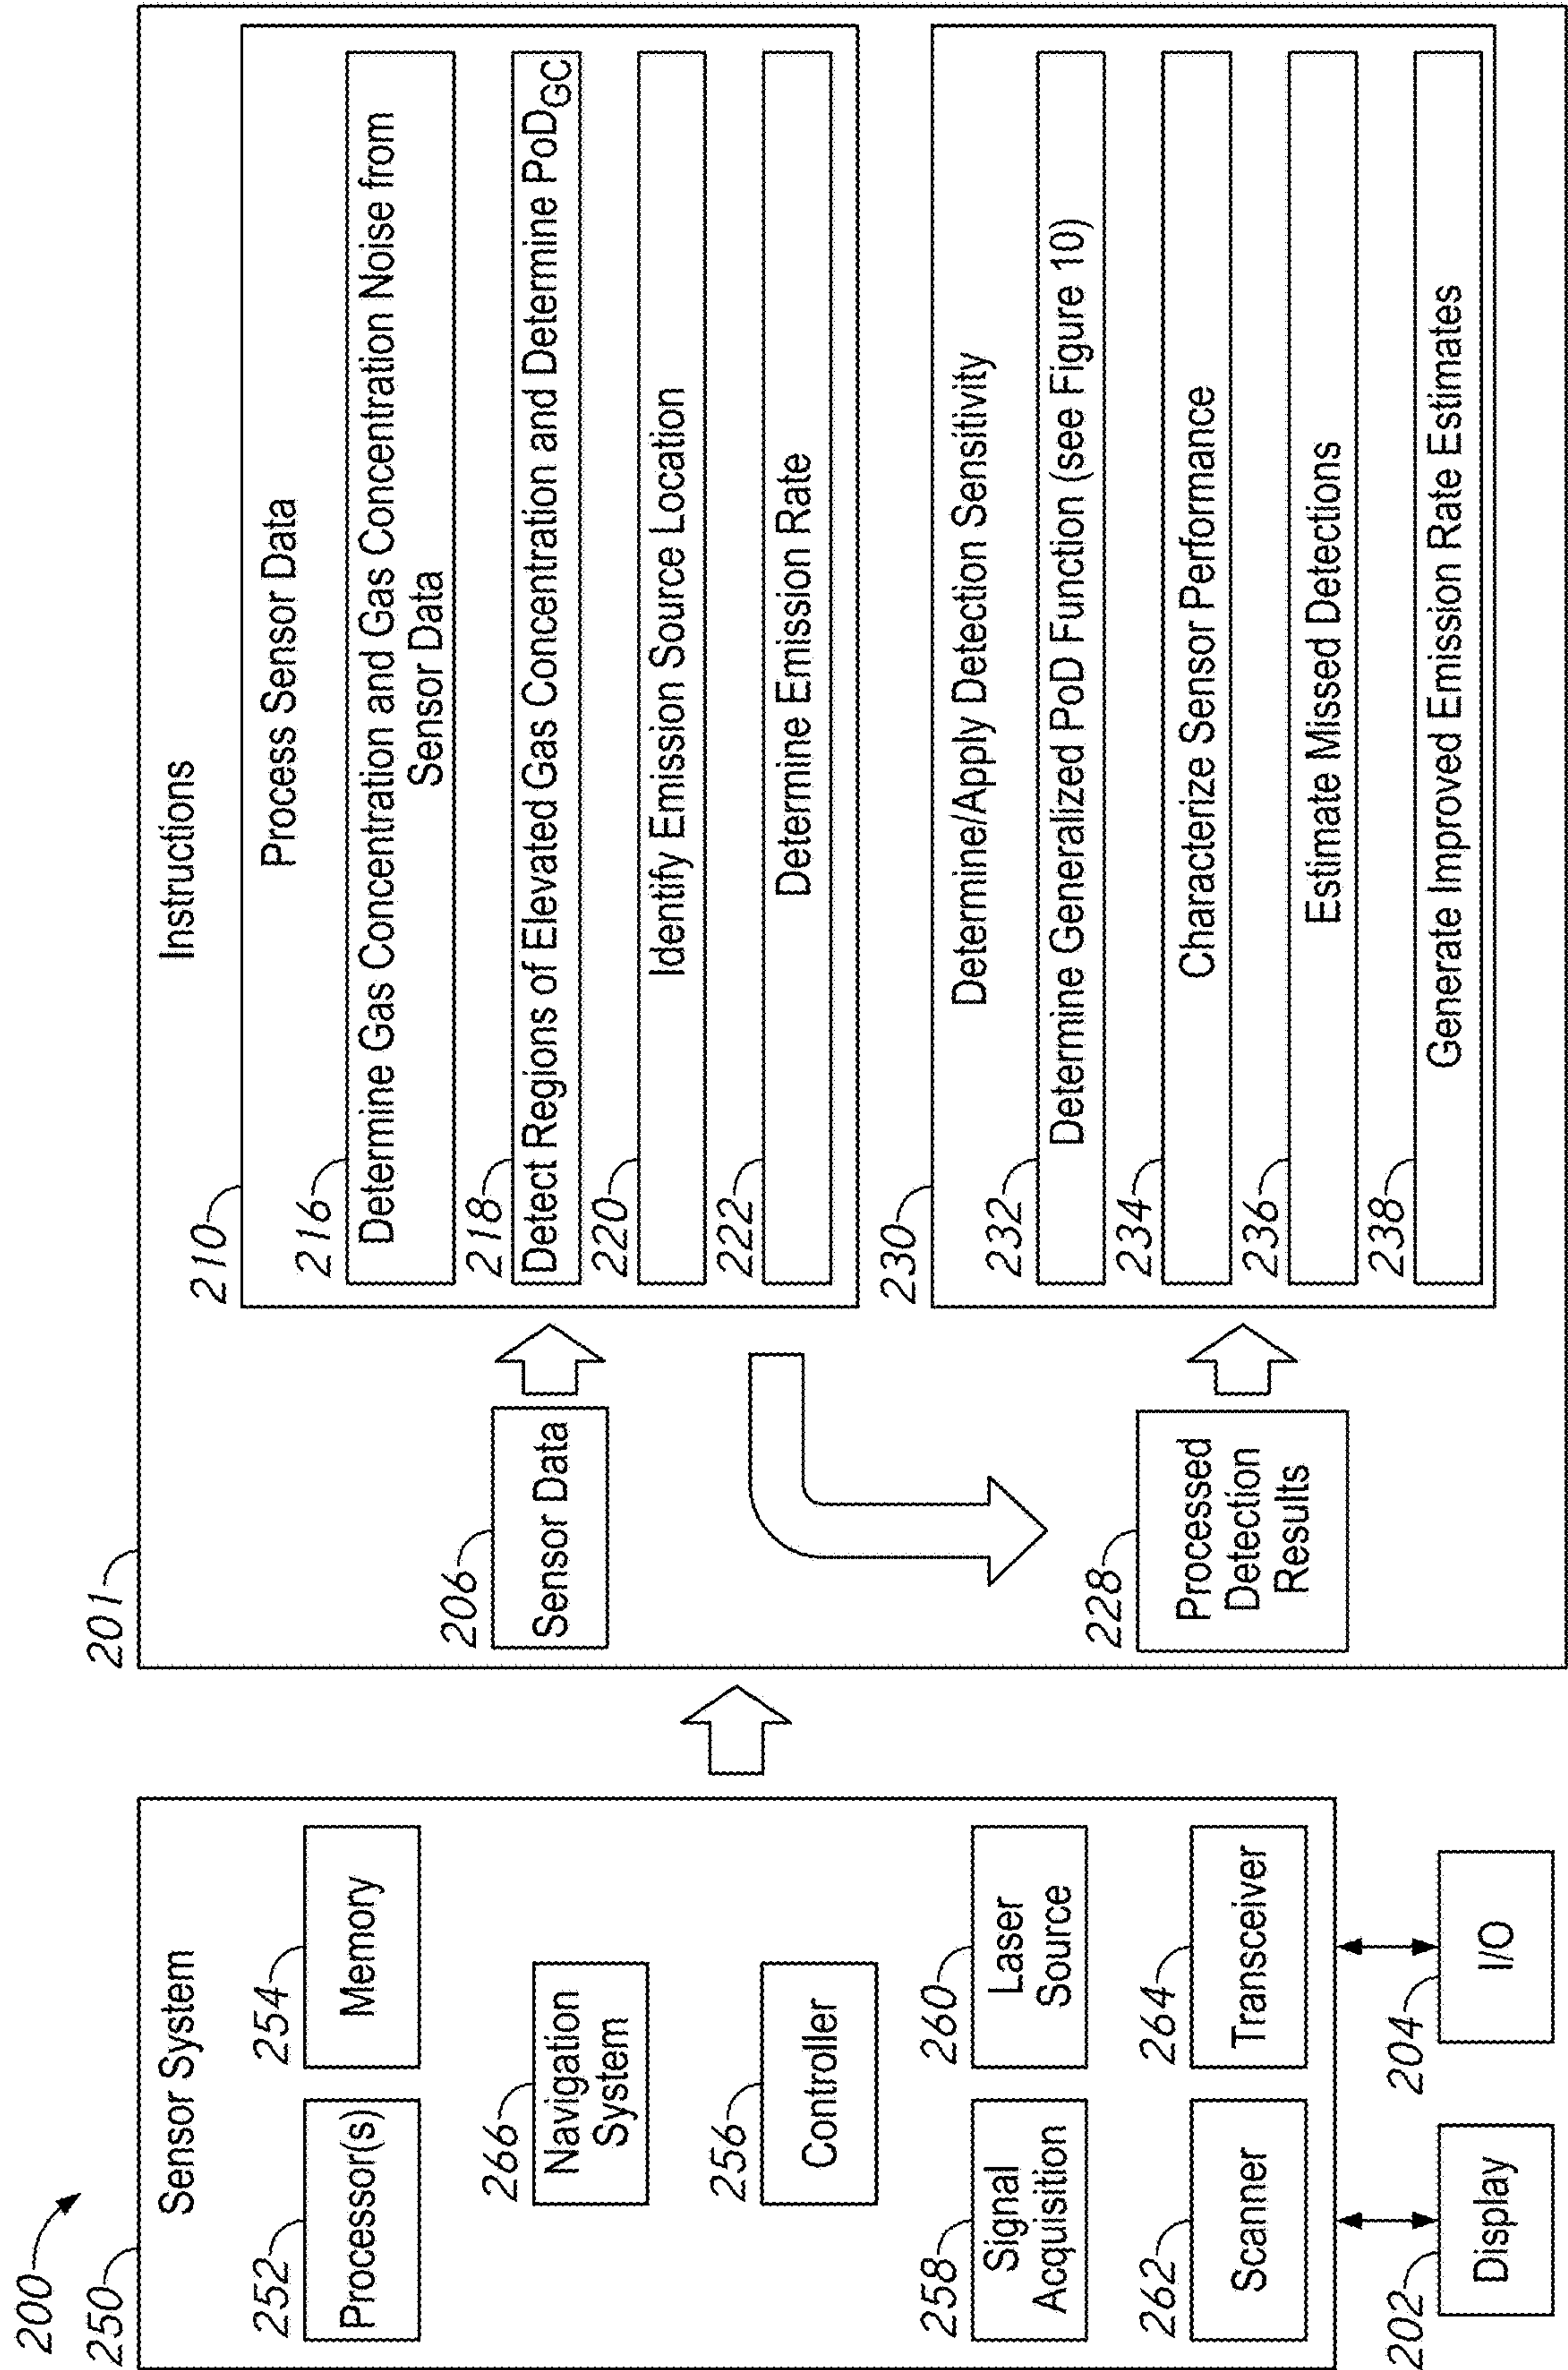 200
250
Sensor System
252
Processor(s)
254
Memory
266
Navigation
System
256
Controller
258
Signal
Acquisition
260
Laser
Source
262
Scanner
264
Transceiver
202
Display
204
I/O
201
Instructions
206
Sensor Data
210
Process Sensor Data
216
Determine Gas Concentration and Gas Concentration Noise from
Sensor Data
218
Detect Regions of Elevated Gas Concentration and Determine PoDGC
220
Identify Emission Source Location
222
Determine Emission Rate
228
Processed
Detection
Results
230
Determine/Apply Detection Sensitivity
232
Determine Generalized PoD Function (see Figure 10)
234
Characterize Sensor Performance
236
Estimate Missed Detections
238
Generate Improved Emission Rate Estimates